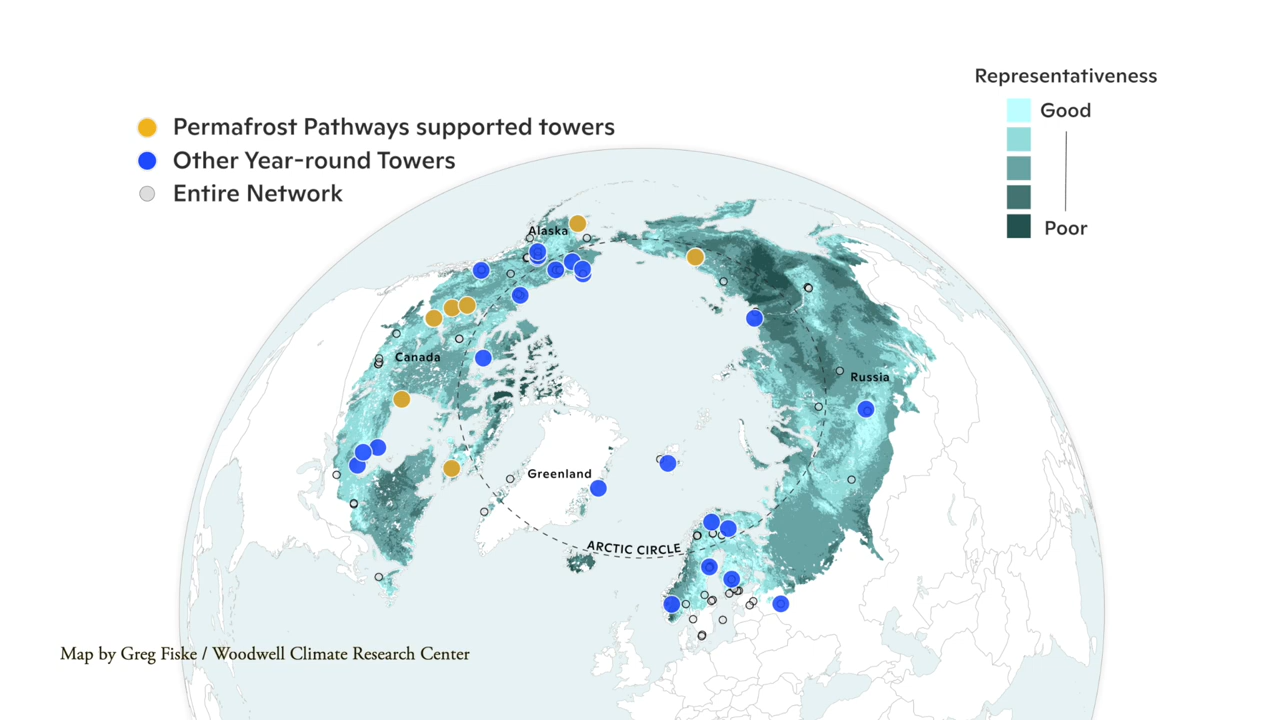 Representativeness
Good
Poor
Permafrost Pathways supported towers
Other Year-round Towers
Entire Network
Alaska
Canada
Russia
Greenland
ARCTIC CIRCLE
Map by Greg Fiske / Woodwell Climate Research Center